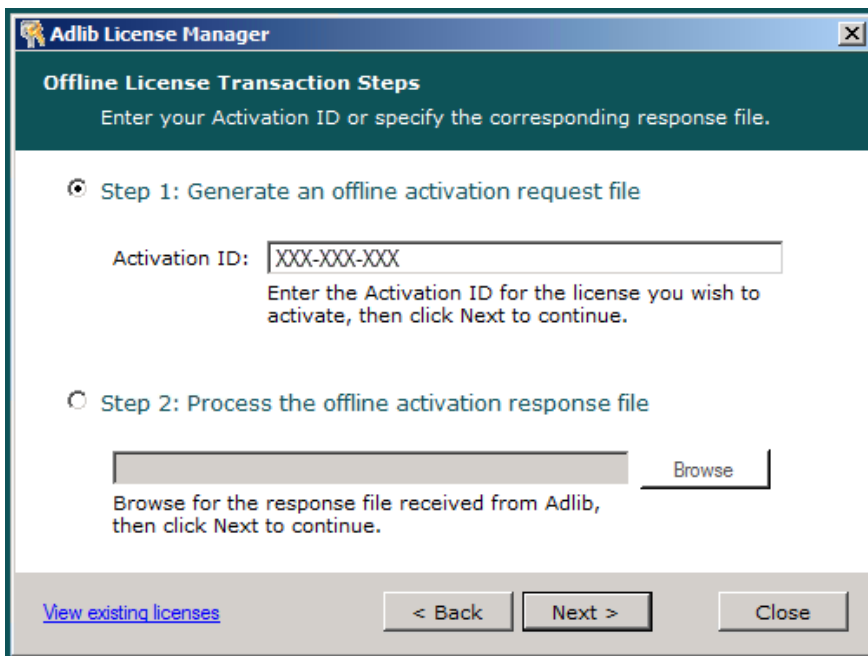 Adlib License Manager
Offline License Transaction Steps
Enter your Activation ID or specify the corresponding response file.
Step 1: Generate an offline activation request file
Activation ID: XXX-XXX-XXX
Enter the Activation ID for the license you wish to
activate, then click Next to continue.
Step 2: Process the offline activation response file
Browse
Browse for the response file received from Adlib,
then click Next to continue.
View existing licenses < Back Next > Close